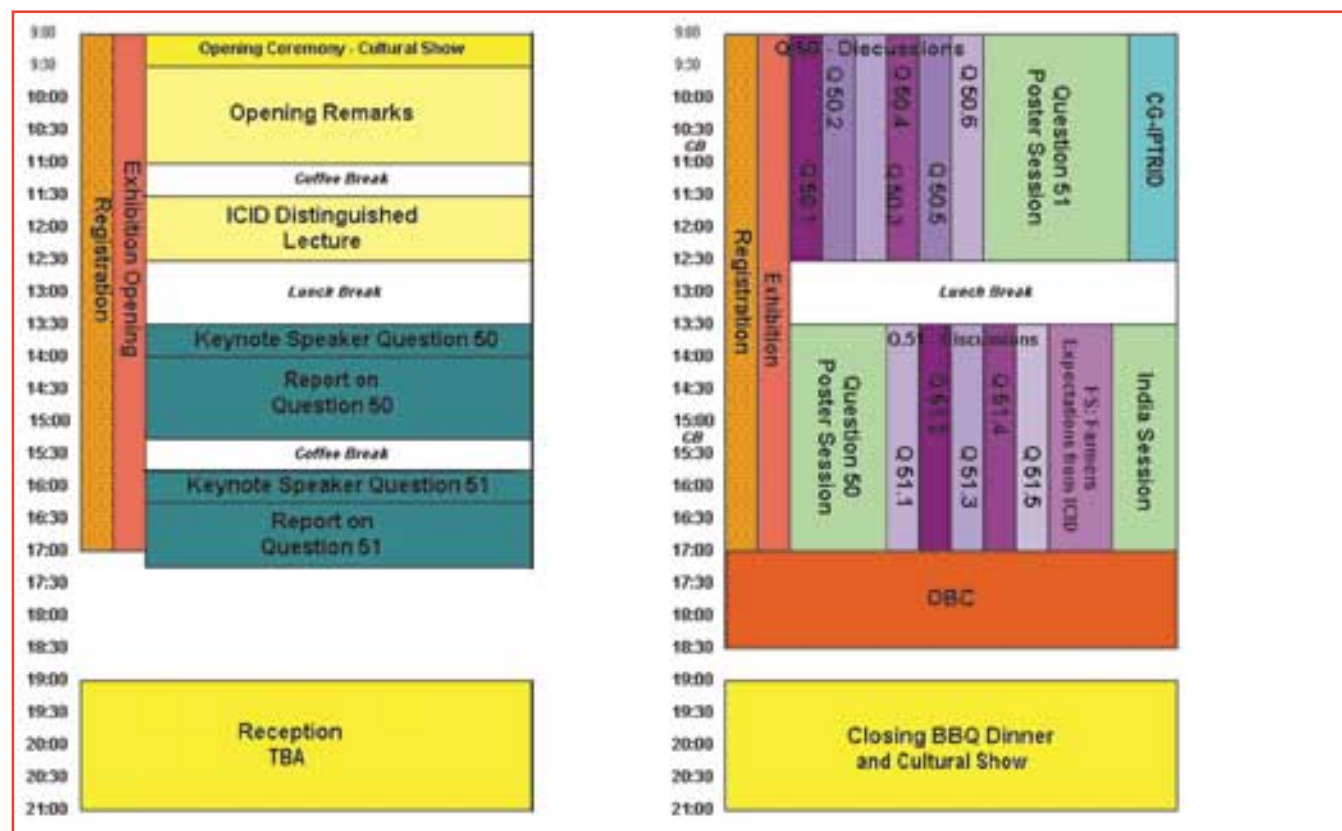 9:00
9:30
10:00
10:30
11:00
11:30
12:00
12:30
13:00
13:30
14:00
14:30
15:00
15:30
16:00
16:30
17:00
17:30
18:00
18:30
19:00
19:30
20:00
20:30
21:00
Registration
Exhibition Opening
Opening Ceremony - Cultural Show
Opening Remarks
Coffee Break
ICID Distinguished
Lecture
Lunch Break
Keynote Speaker Question 50
Report on
Question 50
Coffee Break
Keynote Speaker Question 51
Report on
Question 51
Reception
TBA
9:00
9:30
10:00
10:30
CB
11:00
11:30
12:00
12:30
13:00
13:30
14:00
14:30
15:00
CB
15:30
16:00
16:30
17:00
17:30
18:00
18:30
19:00
19:30
20:00
20:30
21:00
Registration
Exhibition
Q.50 - Discussions
Q 50.1
Q 50.2
Q 50.3
Q 50.4
Q 50.5
Q 50.6
Question 51
Poster Session
CG-IPTRID
Lunch Break
Question 50
Poster Session
Q.51 Discussions
Q 51.1
Q 51.2
Q 51.3
Q 51.4
Q 51.5
FS: Farmers
Expectations from ICID
India Session
OBC
Closing BBQ Dinner
and Cultural Show